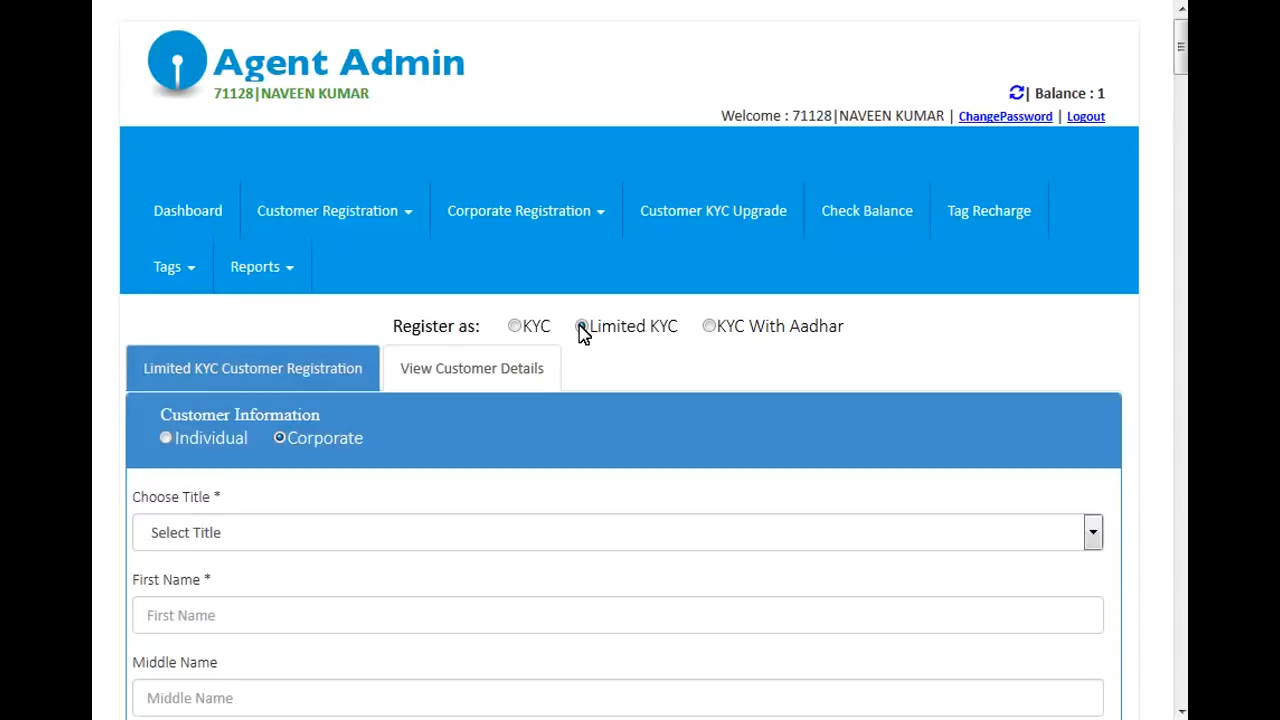 Agent Admin
71128|NAVEEN KUMAR
| Balance : 1
Welcome : 71128|NAVEEN KUMAR | ChangePassword | Logout
Dashboard Customer Registration Corporate Registration Customer KYC Upgrade Check Balance Tag Recharge
Tags Reports
Register as: KYC Limited KYC KYC With Aadhar
Limited KYC Customer Registration View Customer Details
Customer Information
Individual Corporate
Choose Title *
Select Title
First Name *
First Name
Middle Name
Middle Name